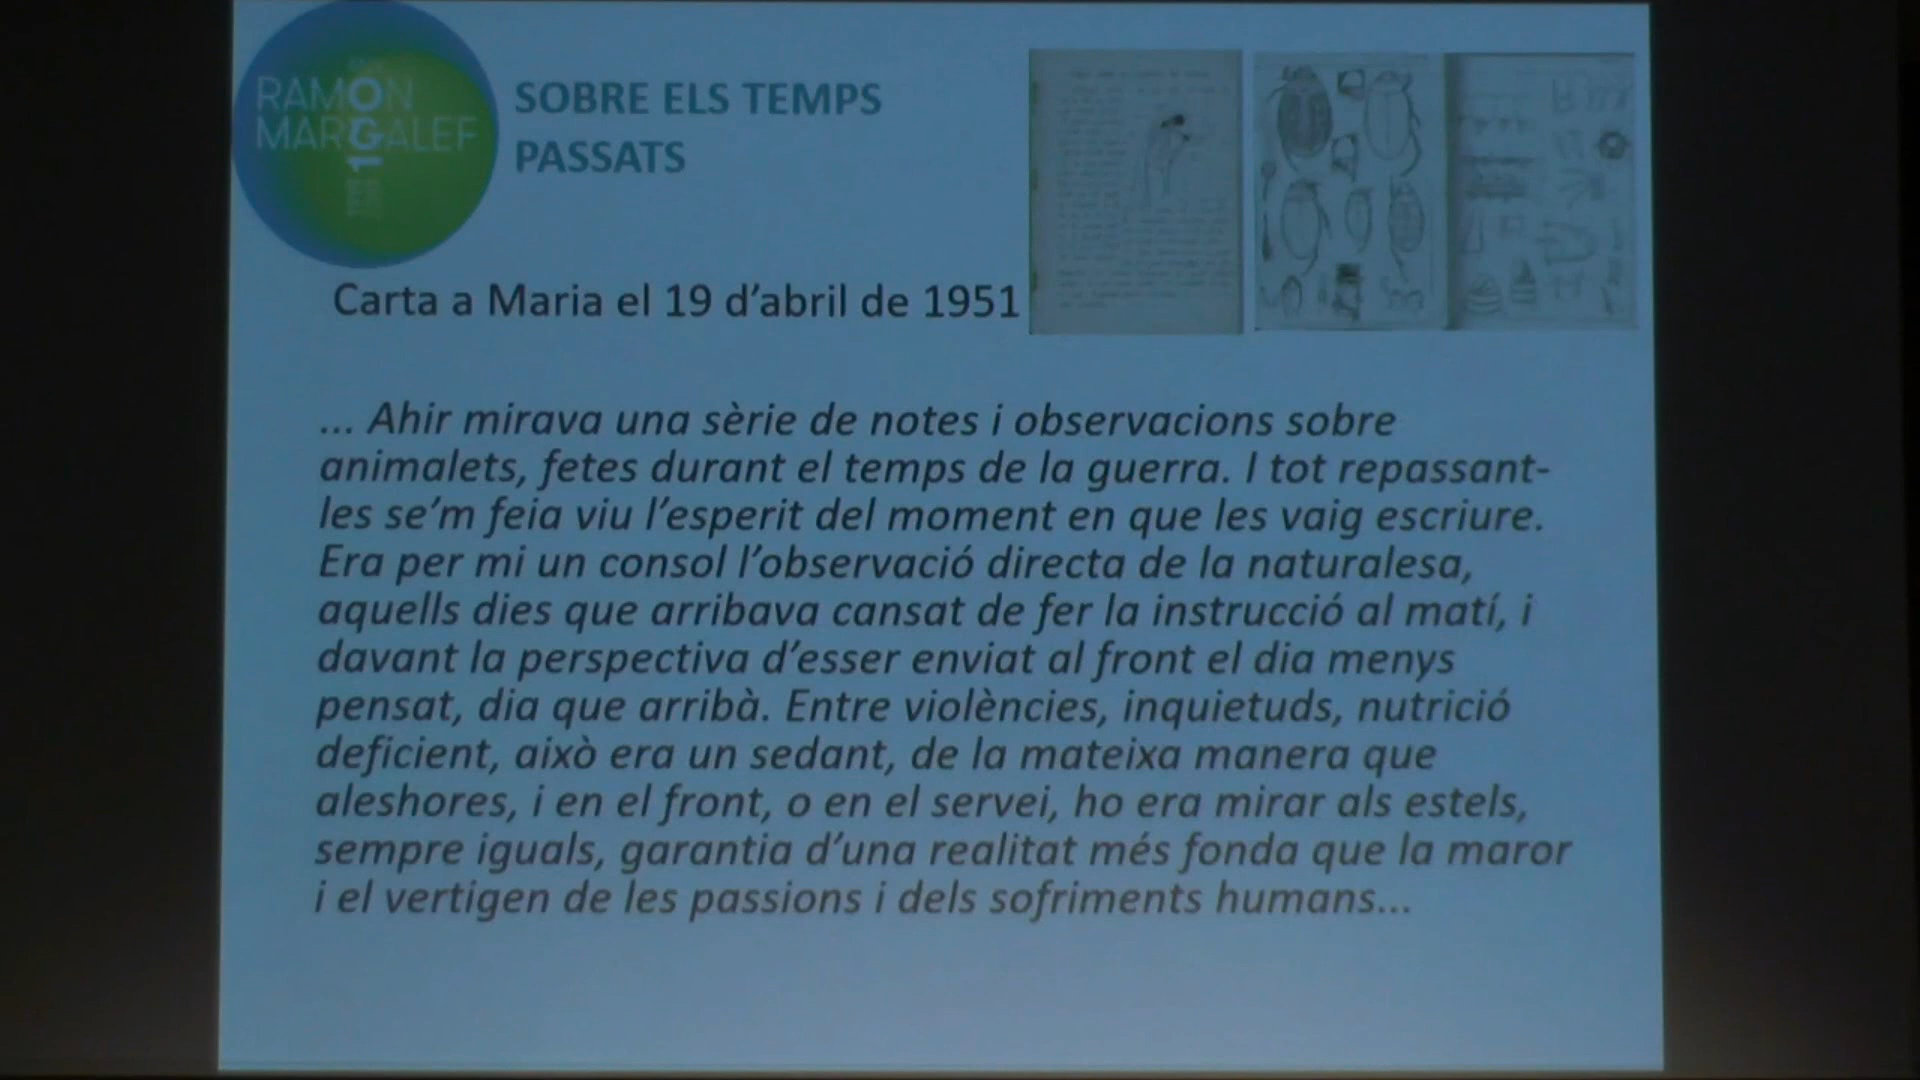 RAMON
MARGALEF
SOBRE ELS TEMPS
PASSATS
Carta a Maria el 19 d’abril de 1951
... Ahir mirava una sèrie de notes i observacions sobre
animalets, fetes durant el temps de la guerra. I tot repassant-
les se’m feia viu l’esperit del moment en que les vaig escriure.
Era per mi un consol l’observació directa de la naturalesa,
aquells dies que arribava cansat de fer la instrucció al matí, i
davant la perspectiva d’esser enviat al front el dia menys
pensat, dia que arribà. Entre violències, inquietuds, nutrició
deficient, això era un sedant, de la mateixa manera que
aleshores, i en el front, o en el servei, ho era mirar als estels,
sempre iguals, garantia d’una realitat més fonda que la maror
i el vertigen de les passions i dels sofriments humans...